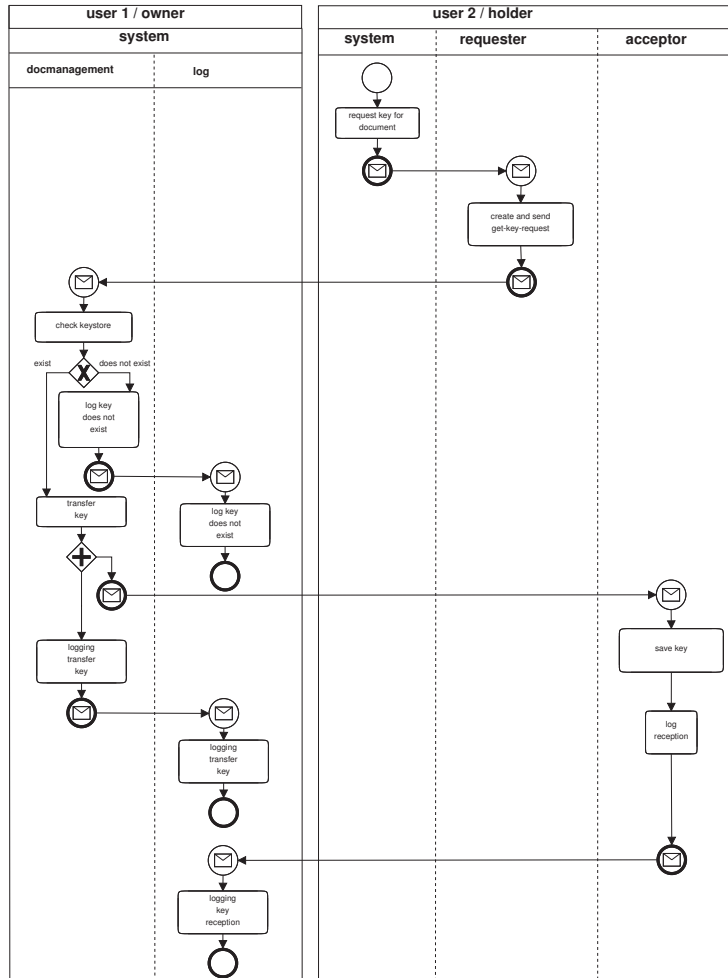 user 1 / owner
user 2 / holder
system
system
requester
acceptor
docmanagement
log
request key for
document
create and send
get-key-request
check keystore
exist
does not exist
X
log key
does not
exist
transfer
key
log key
does not
exist
save key
logging
transfer
key
log
reception
logging
transfer
key
logging
key
reception